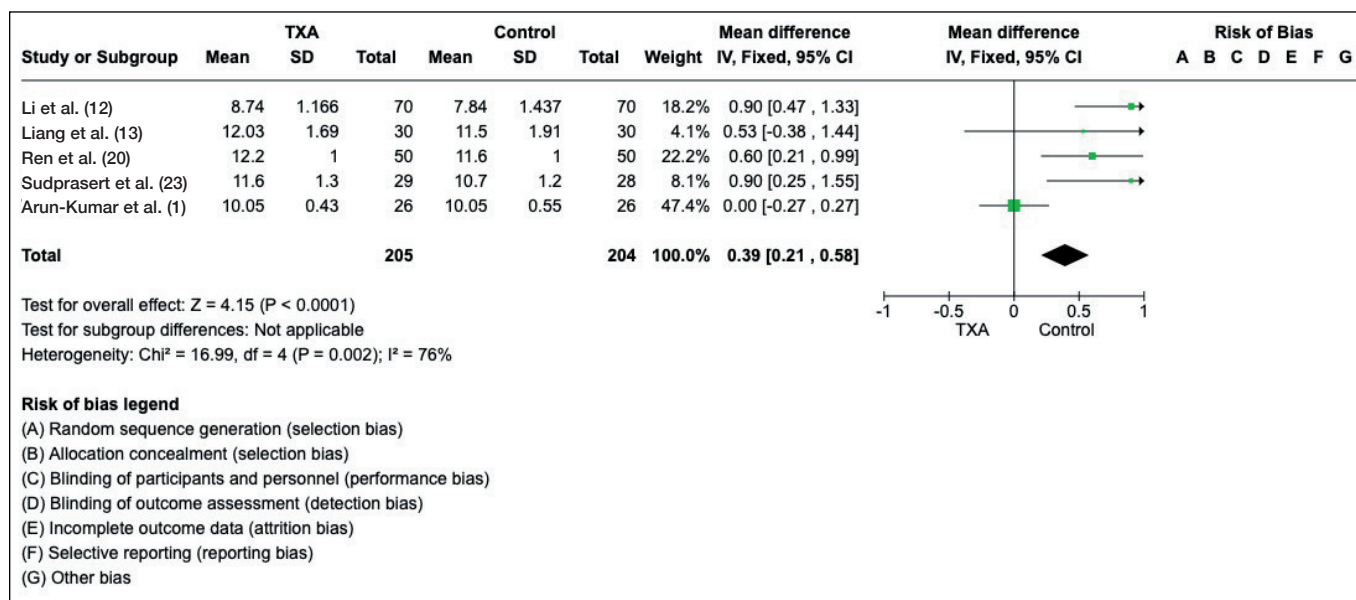 TXA Control Mean difference Mean difference Risk of Bias
Study or Subgroup Mean SD Total Mean SD Total Weight IV, Fixed, 95% CI IV, Fixed, 95% CI A B C D E F G
Li et al. (12) 8.74 1.166 70 7.84 1.437 70 18.2% 0.90 [0.47 , 1.33]
Liang et al. (13) 12.03 1.69 30 11.5 1.91 30 4.1% 0.53 [-0.38 , 1.44]
Ren et al. (20) 12.2 1 50 11.6 1 50 22.2% 0.60 [0.21 , 0.99]
Sudprasert et al. (23) 11.6 1.3 29 10.7 1.2 28 8.1% 0.90 [0.25 , 1.55]
Arun-Kumar et al. (1) 10.05 0.43 26 10.05 0.55 26 47.4% 0.00 [-0.27 , 0.27]
Total 205 204 100.0% 0.39 [0.21 , 0.58]
Test for overall effect: Z = 4.15 (P < 0.0001)
-1 -0.5 0 0.5 1
Test for subgroup differences: Not applicable
TXA Control
Heterogeneity: Chi² = 16.99, df = 4 (P = 0.002); I² = 76%
Risk of bias legend
(A) Random sequence generation (selection bias)
(B) Allocation concealment (selection bias)
(C) Blinding of participants and personnel (performance bias)
(D) Blinding of outcome assessment (detection bias)
(E) Incomplete outcome data (attrition bias)
(F) Selective reporting (reporting bias)
(G) Other bias